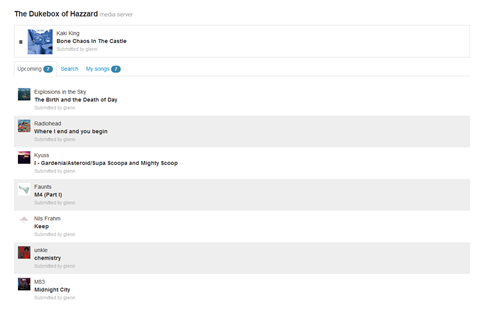 The Dukebox of Hazzard media server
Kaki King
Bone Chaos In The Castle
Submitted by glenn
Upcoming 7 Search My songs 7
Explosions in the Sky
The Birth and the Death of Day
Submitted by glenn
Radiohead
Where I end and you begin
Submitted by glenn
Kyuss
I - Gardenia/Asteroid/Supa Scoopa and Mighty Scoop
Submitted by glenn
Faunts
M4 (Part I)
Submitted by glenn
Nils Frahm
Keep
Submitted by glenn
unkle
chemistry
Submitted by glenn
M83
Midnight City
Submitted by glenn